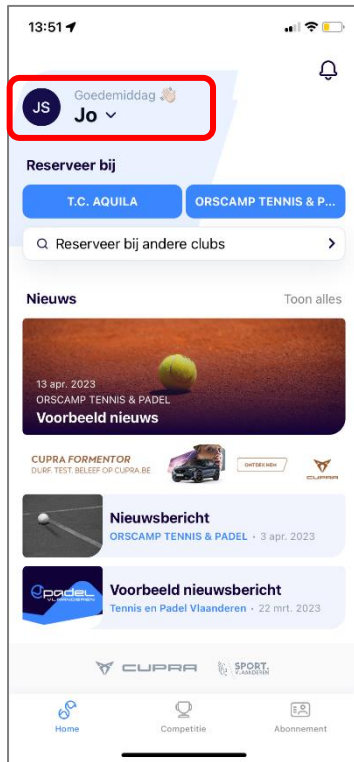 13:51
Goedemiddag 👋🏻
JS
Jo
Reserveer bij
T.C. AQUILA
ORSCAMP TENNIS & P...
Reserveer bij andere clubs
Nieuws
Toon alles
13 apr. 2023
ORSCAMP TENNIS & PADEL
Voorbeeld nieuws
CUPRA FORMENTOR
DURF. TEST. BELEEF OP CUPRA.BE
ONTDEK HEM
CUPRA
Nieuwsbericht
ORSCAMP TENNIS & PADEL • 3 apr. 2023
padel
VLAANDEREN
Voorbeeld nieuwsbericht
Tennis en Padel Vlaanderen • 22 mrt. 2023
CUPRA
SPORT.
VLAANDEREN
Home
Competitie
Abonnement